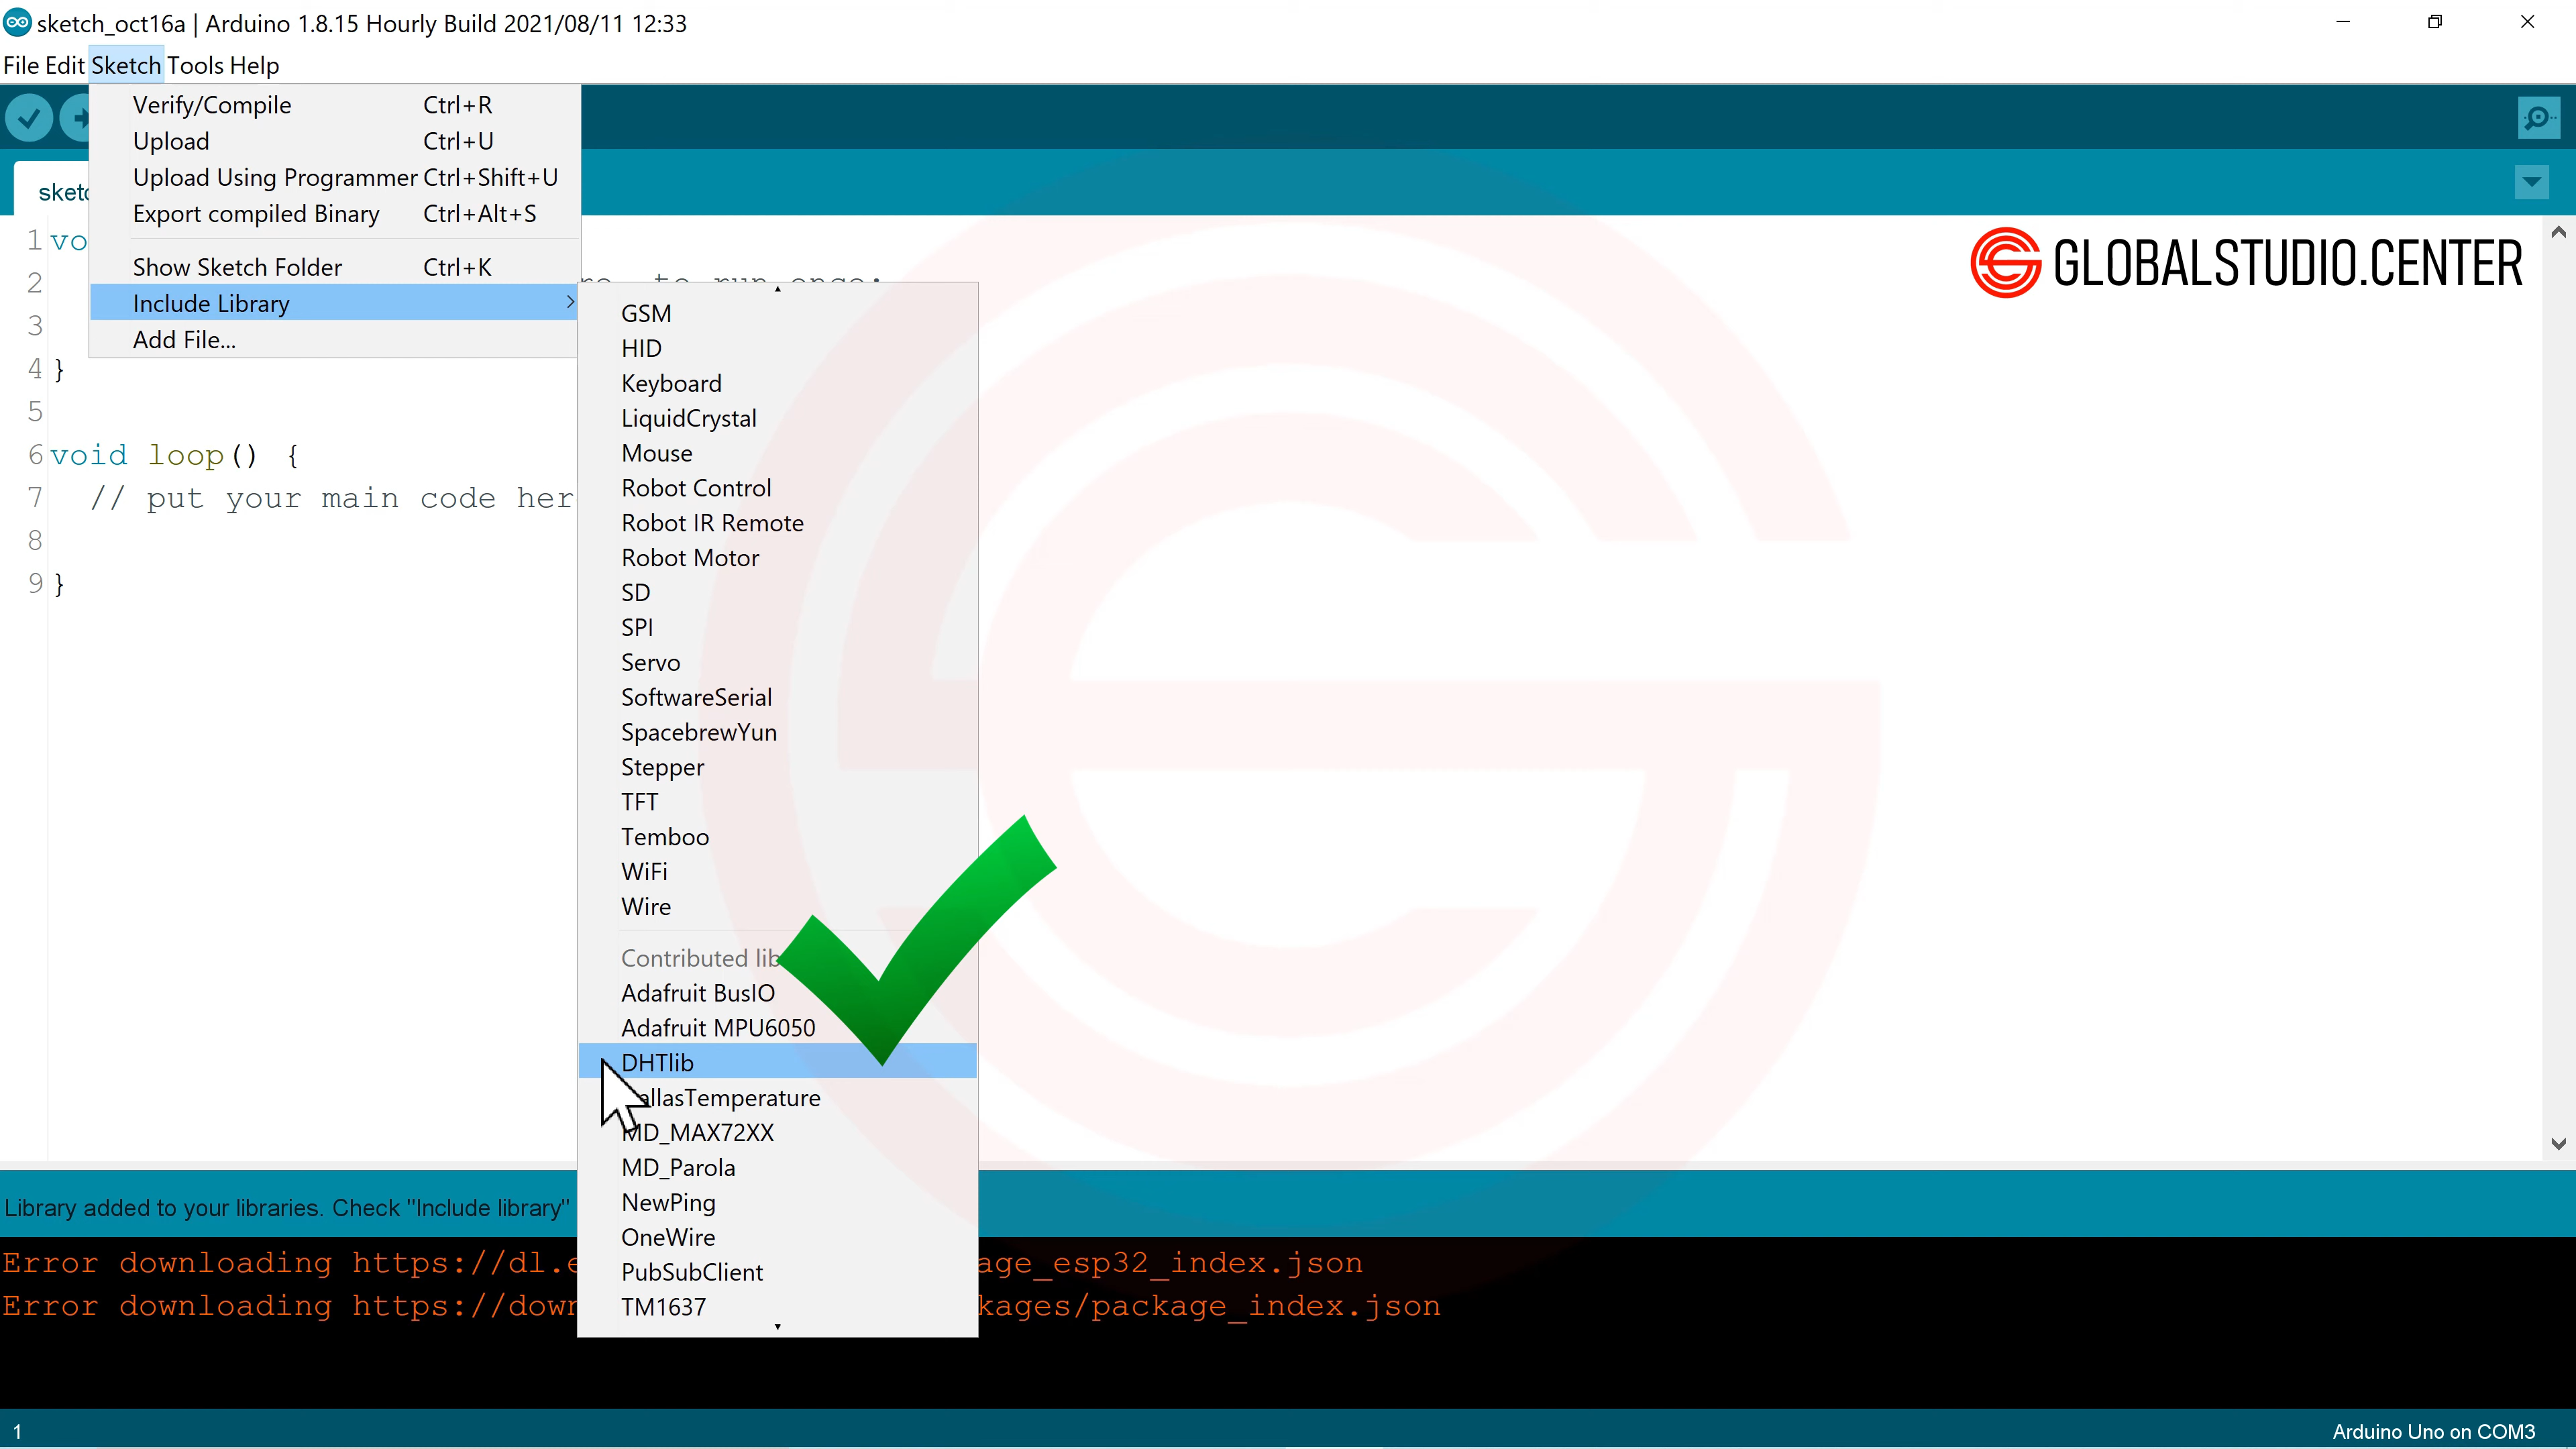 sketch_oct16a | Arduino 1.8.15 Hourly Build 2021/08/11 12:33
File Edit Sketch Tools Help
Verify/Compile Ctrl+R
Upload Ctrl+U
Upload Using Programmer Ctrl+Shift+U
Export compiled Binary Ctrl+Alt+S
Show Sketch Folder Ctrl+K
Include Library
Add File...
GLOBALSTUDIO.CENTER
1
2 to run once:
3
4 }
5
6 void loop() {
7 // put your main code
8
9 }
GSM
HID
Keyboard
LiquidCrystal
Mouse
Robot Control
Robot IR Remote
Robot Motor
SD
SPI
Servo
SoftwareSerial
SpacebrewYun
Stepper
TFT
Temboo
WiFi
Wire
Contributed
Adafruit BusIO
Adafruit MPU6050
DHTlib
allasTemperature
MD_MAX72XX
MD_Parola
NewPing
OneWire
PubSubClient
TM1637
Library added to your libraries. Check "Include library"
Error downloading https://dl.e age_esp32_index.json
Error downloading https://down kages/package_index.json
1
Arduino Uno on COM3